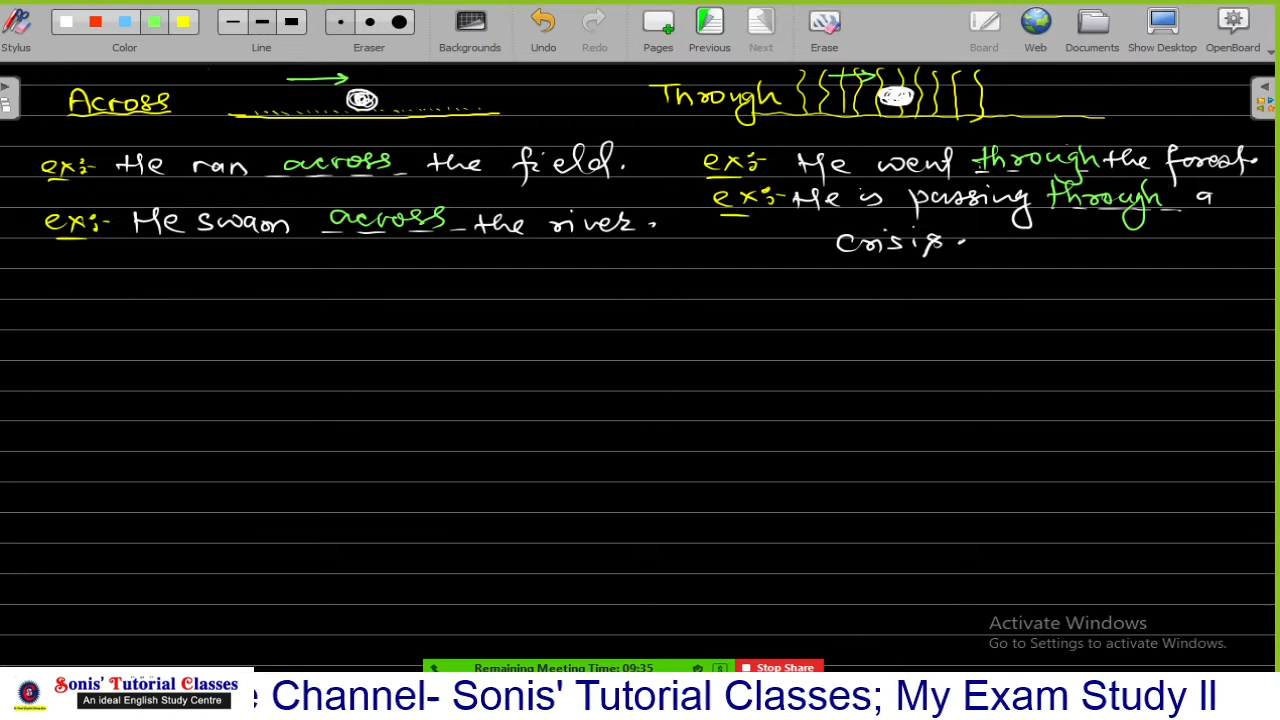 Stylus Color Line Eraser Backgrounds Undo Redo Pages Previous Next Erase Board Web Documents Show Desktop OpenBoard
Across
ex:- He ran across the field.
ex:- He swam across the river.
Through
ex:- He went through the forest.
ex:- He is passing through a
crisis.
Activate Windows
Go to Settings to activate Windows.
Remaining Meeting Time: 09:35 Stop Share
Sonis' Tutorial Classes
An ideal English Study Centre
e Channel- Sonis' Tutorial Classes; My Exam Study II